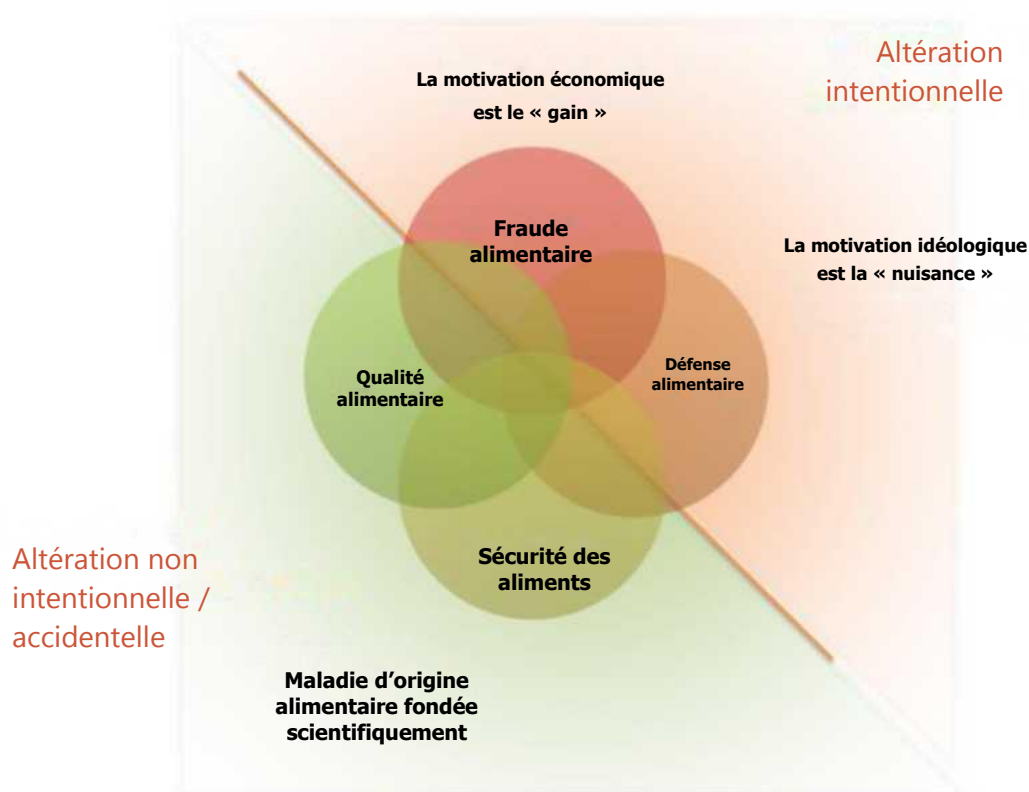 Altération
intentionnelle
La motivation économique
est le « gain »
Fraude
alimentaire
La motivation idéologique
est la « nuisance »
Qualité
alimentaire
Défense
alimentaire
Sécurité des
aliments
Altération non
intentionnelle /
accidentelle
Maladie d’origine
alimentaire fondée
scientifiquement